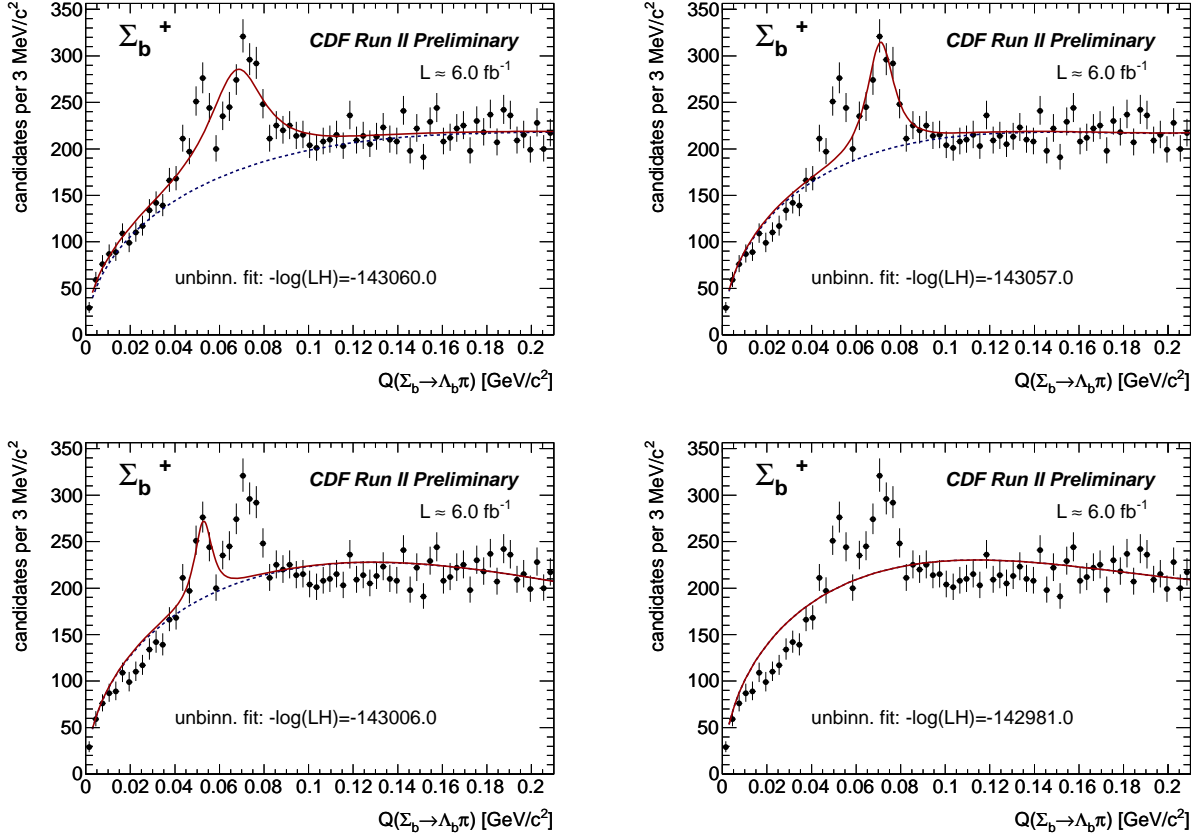 candidates per 3 MeV/c²
Σb⁺
CDF Run II Preliminary
L ≈ 6.0 fb⁻¹
unbinn. fit: -log(LH)=-143060.0
350
300
250
200
150
100
50
0
0 0.02 0.04 0.06 0.08 0.1 0.12 0.14 0.16 0.18 0.2
Q(Σb→Λbπ) [GeV/c²]
candidates per 3 MeV/c²
Σb⁺
CDF Run II Preliminary
L ≈ 6.0 fb⁻¹
unbinn. fit: -log(LH)=-143057.0
350
300
250
200
150
100
50
0
0 0.02 0.04 0.06 0.08 0.1 0.12 0.14 0.16 0.18 0.2
Q(Σb→Λbπ) [GeV/c²]
candidates per 3 MeV/c²
Σb⁺
CDF Run II Preliminary
L ≈ 6.0 fb⁻¹
unbinn. fit: -log(LH)=-143006.0
350
300
250
200
150
100
50
0
0 0.02 0.04 0.06 0.08 0.1 0.12 0.14 0.16 0.18 0.2
Q(Σb→Λbπ) [GeV/c²]
candidates per 3 MeV/c²
Σb⁺
CDF Run II Preliminary
L ≈ 6.0 fb⁻¹
unbinn. fit: -log(LH)=-142981.0
350
300
250
200
150
100
50
0
0 0.02 0.04 0.06 0.08 0.1 0.12 0.14 0.16 0.18 0.2
Q(Σb→Λbπ) [GeV/c²]